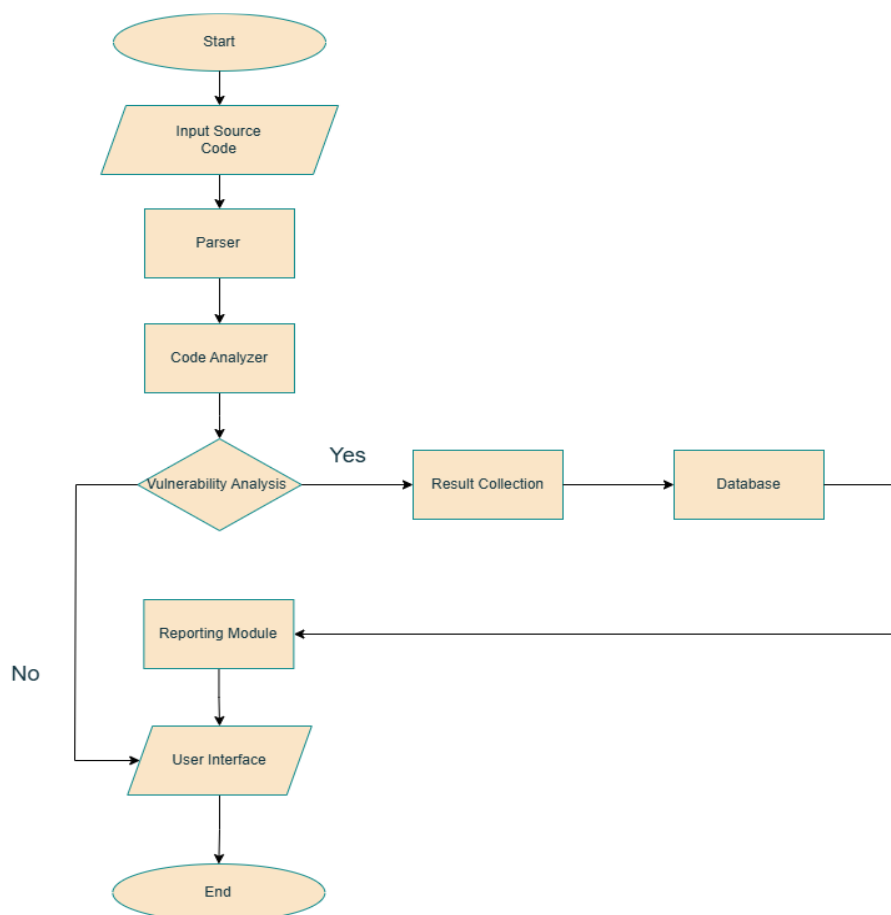 Start
Input Source
Code
Parser
Code Analyzer
Vulnerability Analysis
Yes
Result Collection
Database
Reporting Module
No
User Interface
End